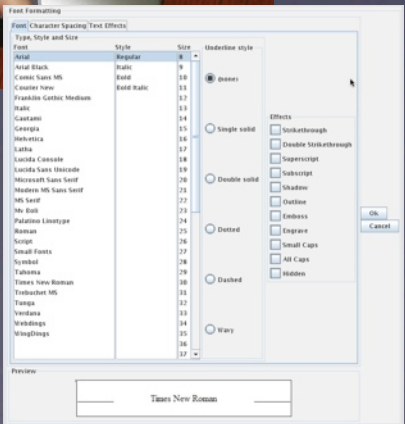 Font Formatting
Font Character Spacing Text Effects
Type, Style and Size
Font Style Size
Arial Regular 8
Arial Black Italic 9
Comic Sans MS Bold 10
Courier New Bold Italic 11
Franklin Gothic Medium 12
Italic 13
Gautami 14
Georgia 15
Helvetica 16
Latha 17
Lucida Console 18
Lucida Sans Unicode 19
Microsoft Sans Serif 20
Modern MS Sans Serif 21
MS Serif 22
Mv Boli 23
Palatino Linotype 24
Roman 25
Script 26
Small Fonts 27
Symbol 28
Tahoma 29
Times New Roman 30
Trebuchet MS 31
Tunga 32
Verdana 33
Webdings 34
WingDings 35
36
37
Underline style
(none)
Single solid
Double solid
Dotted
Dashed
Wavy
Effects
Strikethrough
Double Strikethrough
Superscript
Subscript
Shadow
Outline
Emboss
Engrave
Small Caps
All Caps
Hidden
Ok
Cancel
Preview
Times New Roman